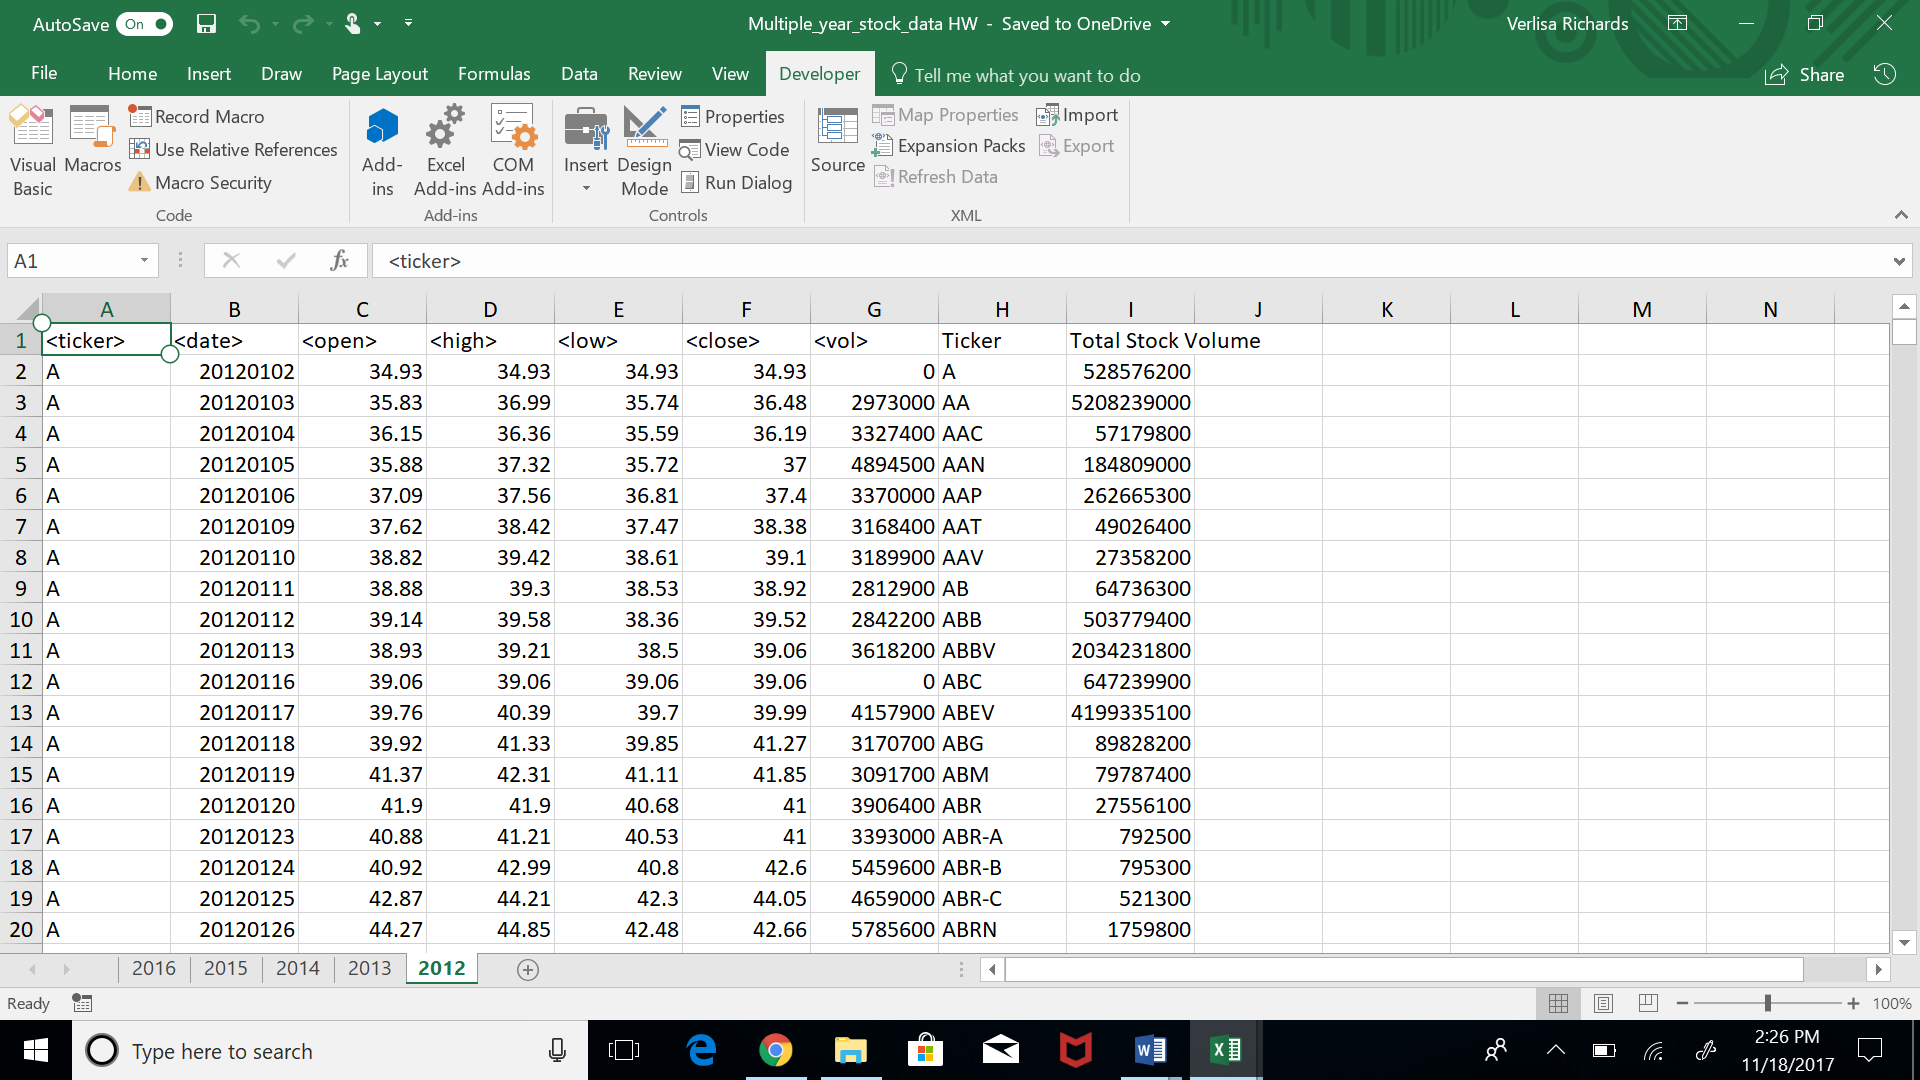 AutoSave On Multiple_year_stock_data HW - Saved to OneDrive Verlisa Richards
File Home Insert Draw Page Layout Formulas Data Review View Developer Tell me what you want to do Share
Visual Basic Macros Record Macro Use Relative References Macro Security Code
Add-ins Excel Add-ins COM Add-ins Add-ins
Insert Design Mode Properties View Code Run Dialog Controls
Source Map Properties Expansion Packs Refresh Data Import Export XML
A1 fx <ticker>
A B C D E F G H I J K L M N
1 <ticker> <date> <open> <high> <low> <close> <vol> Ticker Total Stock Volume
2 A 20120102 34.93 34.93 34.93 34.93 0 A 528576200
3 A 20120103 35.83 36.99 35.74 36.48 2973000 AA 5208239000
4 A 20120104 36.15 36.36 35.59 36.19 3327400 AAC 57179800
5 A 20120105 35.88 37.32 35.72 37 4894500 AAN 184809000
6 A 20120106 37.09 37.56 36.81 37.4 3370000 AAP 262665300
7 A 20120109 37.62 38.42 37.47 38.38 3168400 AAT 49026400
8 A 20120110 38.82 39.42 38.61 39.1 3189900 AAV 27358200
9 A 20120111 38.88 39.3 38.53 38.92 2812900 AB 64736300
10 A 20120112 39.14 39.58 38.36 39.52 2842200 ABB 503779400
11 A 20120113 38.93 39.21 38.5 39.06 3618200 ABBV 2034231800
12 A 20120116 39.06 39.06 39.06 39.06 0 ABC 647239900
13 A 20120117 39.76 40.39 39.7 39.99 4157900 ABEV 4199335100
14 A 20120118 39.92 41.33 39.85 41.27 3170700 ABG 89828200
15 A 20120119 41.37 42.31 41.11 41.85 3091700 ABM 79787400
16 A 20120120 41.9 41.9 40.68 41 3906400 ABR 27556100
17 A 20120123 40.88 41.21 40.53 41 3393000 ABR-A 792500
18 A 20120124 40.92 42.99 40.8 42.6 5459600 ABR-B 795300
19 A 20120125 42.87 44.21 42.3 44.05 4659000 ABR-C 521300
20 A 20120126 44.27 44.85 42.48 42.66 5785600 ABRN 1759800
2016 2015 2014 2013 2012
Ready 100%
Type here to search 2:26 PM
11/18/2017